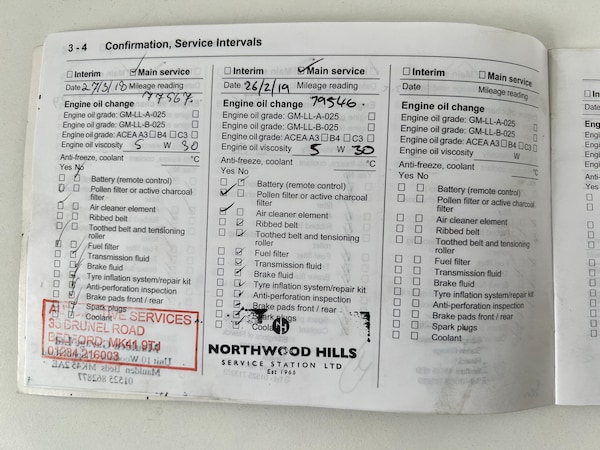 3 - 4 Confirmation, Service Intervals
Interim Main service
Date 27/3/18 Mileage reading
77567.
Engine oil change
Engine oil grade: GM-LL-A-025
Engine oil grade: GM-LL-B-025
Engine oil grade: ACEA A3 B4 C3
Engine oil viscosity 5 W 30
Anti-freeze, coolant °C
Yes No
Battery (remote control)
Pollen filter or active charcoal
filter
Air cleaner element
Ribbed belt
Toothed belt and tensioning
roller
Fuel filter
Transmission fluid
Brake fluid
Tyre inflation system/repair kit
Anti-perforation inspection
Brake pads front / rear
Spark plugs
Coolant
SERVICES
BRUNEL ROAD
MK41 9TJ
Interim Main service
Date 26/2/19 Mileage reading
Engine oil change 79546.
Engine oil grade: GM-LL-A-025
Engine oil grade: GM-LL-B-025
Engine oil grade: ACEA A3 B4 C3
Engine oil viscosity 5 W 30
Anti-freeze, coolant °C
Yes No
Battery (remote control)
Pollen filter or active charcoal
filter
Air cleaner element
Ribbed belt
Toothed belt and tensioning
roller
Fuel filter
Transmission fluid
Brake fluid
Tyre inflation system/repair kit
Anti-perforation inspection
Brake pads front / rear
Spark plugs
Coolant
NORTHWOOD HILLS
SERVICE STATION LTD
Est 1966
Interim Main service
Date Mileage reading
Engine oil change
Engine oil grade: GM-LL-A-025
Engine oil grade: GM-LL-B-025
Engine oil grade: ACEA A3 B4 C3
Engine oil viscosity W
Anti-freeze, coolant °C
Yes No
Battery (remote control)
Pollen filter or active charcoal
filter
Air cleaner element
Ribbed belt
Toothed belt and tensioning
roller
Fuel filter
Transmission fluid
Brake fluid
Tyre inflation system/repair kit
Anti-perforation inspection
Brake pads front / rear
Spark plugs
Coolant